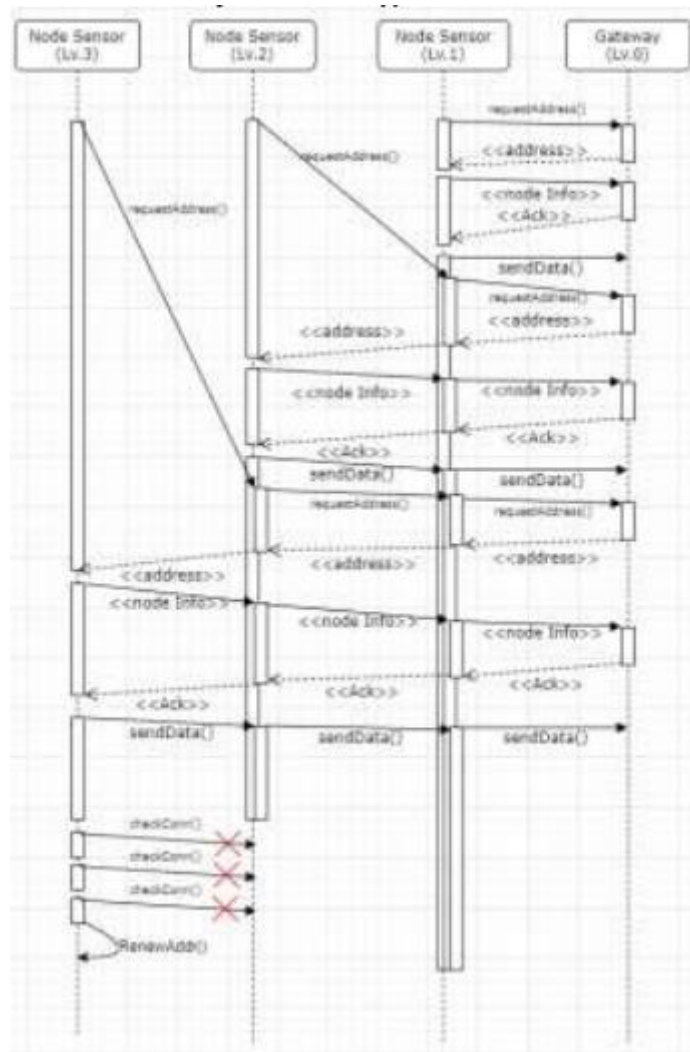 Node Sensor
(Lv.3)
Node Sensor
(Lv.2)
Node Sensor
(Lv.1)
Gateway
(Lv.0)
requestAddress()
<<address>>
requestAddress()
<<node Info>>
<<Ack>>
requestAddress()
sendData()
requestAddress()
<<address>>
<<address>>
<<node Info>>
<<node Info>>
<<Ack>>
<<Ack>>
sendData()
sendData()
requestAddress()
requestAddress()
<<address>>
<<address>>
<<address>>
<<node Info>>
<<node Info>>
<<node Info>>
<<Ack>>
<<Ack>>
<<Ack>>
sendData()
sendData()
sendData()
checkConn()
checkConn()
checkConn()
RenewAddr()